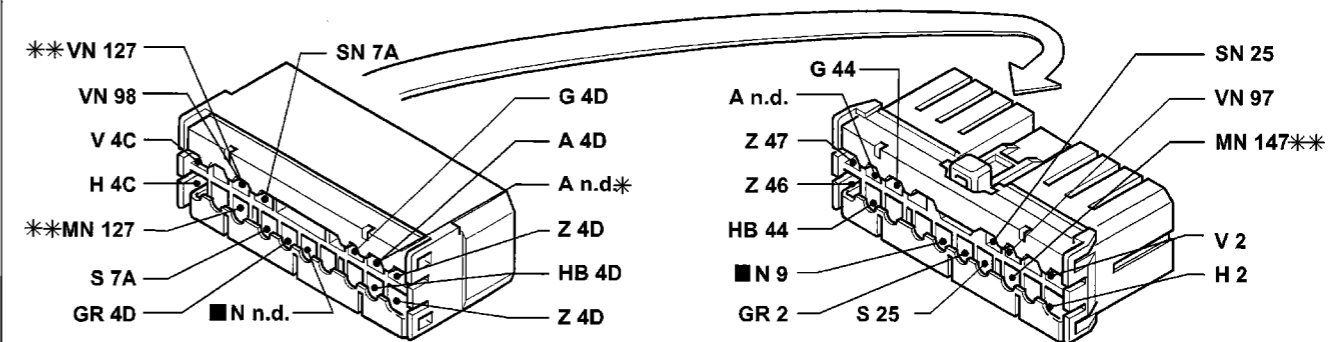 ✳✳VN 127
SN 7A
VN 98
V 4C
H 4C
✳✳MN 127
S 7A
GR 4D
■N n.d.
G 4D
A 4D
A n.d✳
Z 4D
HB 4D
Z 4D
G 44
A n.d.
Z 47
Z 46
HB 44
■N 9
GR 2
S 25
SN 25
VN 97
MN 147✳✳
V 2
H 2